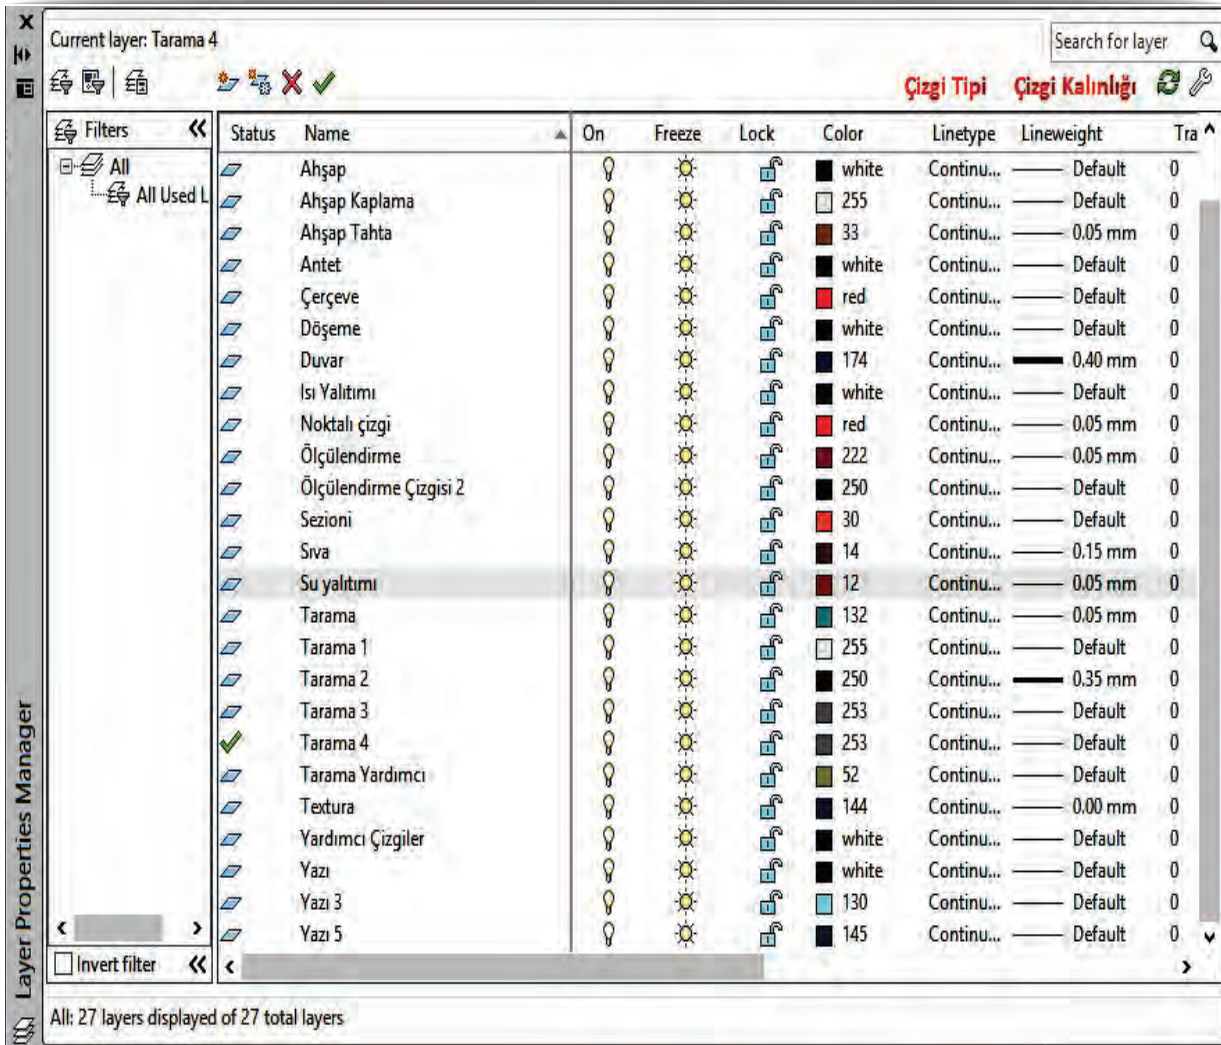 Current layer: Tarama 4
Search for layer
Çizgi Tipi Çizgi Kalınlığı
Filters
All
All Used L
Status Name On Freeze Lock Color Linetype Lineweight Tra
Ahşap white Continu... Default 0
Ahşap Kaplama 255 Continu... Default 0
Ahşap Tahta 33 Continu... 0.05 mm 0
Antet white Continu... Default 0
Çerçeve red Continu... Default 0
Döşeme white Continu... Default 0
Duvar 174 Continu... 0.40 mm 0
Isı Yalıtımı white Continu... Default 0
Noktalı çizgi red Continu... 0.05 mm 0
Ölçülendirme 222 Continu... 0.05 mm 0
Ölçülendirme Çizgisi 2 250 Continu... Default 0
Sezioni 30 Continu... Default 0
Sıva 14 Continu... 0.15 mm 0
Su yalıtımı 12 Continu... 0.05 mm 0
Tarama 132 Continu... 0.05 mm 0
Tarama 1 255 Continu... Default 0
Tarama 2 250 Continu... 0.35 mm 0
Tarama 3 253 Continu... Default 0
Tarama 4 253 Continu... Default 0
Tarama Yardımcı 52 Continu... Default 0
Textura 144 Continu... 0.00 mm 0
Yardımcı Çizgiler white Continu... Default 0
Yazı white Continu... Default 0
Yazı 3 130 Continu... Default 0
Yazı 5 145 Continu... Default 0
Invert filter
All: 27 layers displayed of 27 total layers
Layer Properties Manager